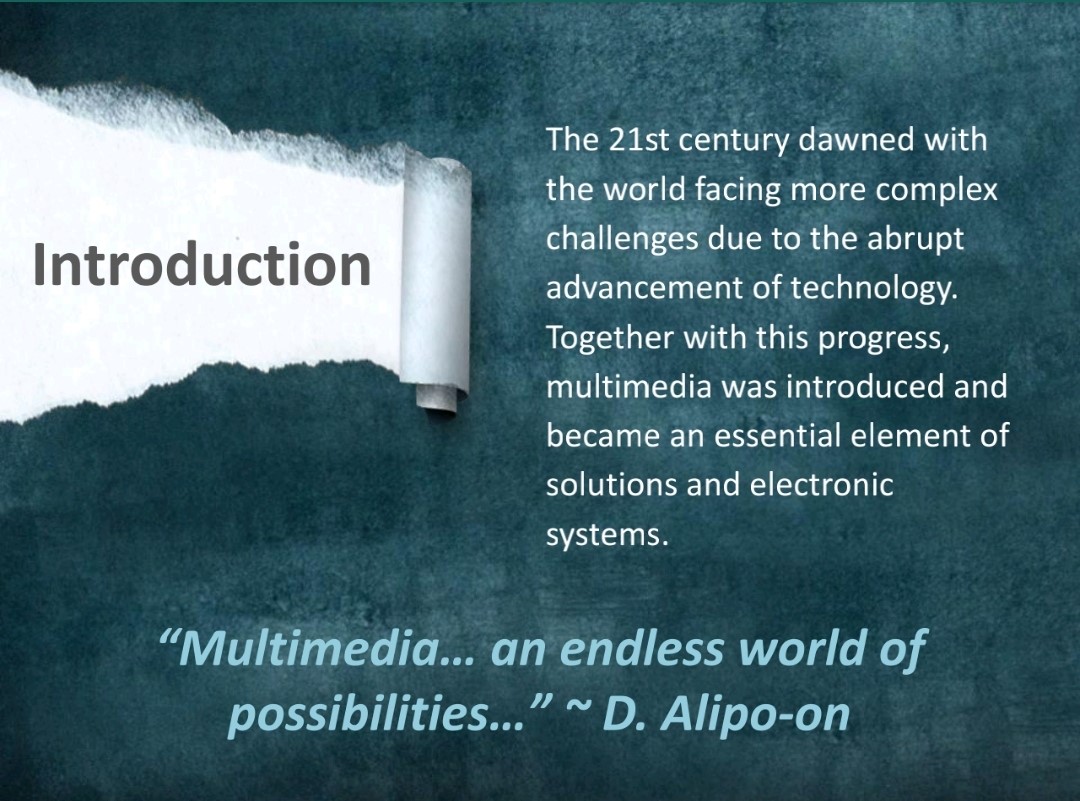 Introduction
The 21st century dawned with
the world facing more complex
challenges due to the abrupt
advancement of technology.
Together with this progress,
multimedia was introduced and
became an essential element of
solutions and electronic
systems.
“Multimedia... an endless world of
possibilities...” ~ D. Alipo-on